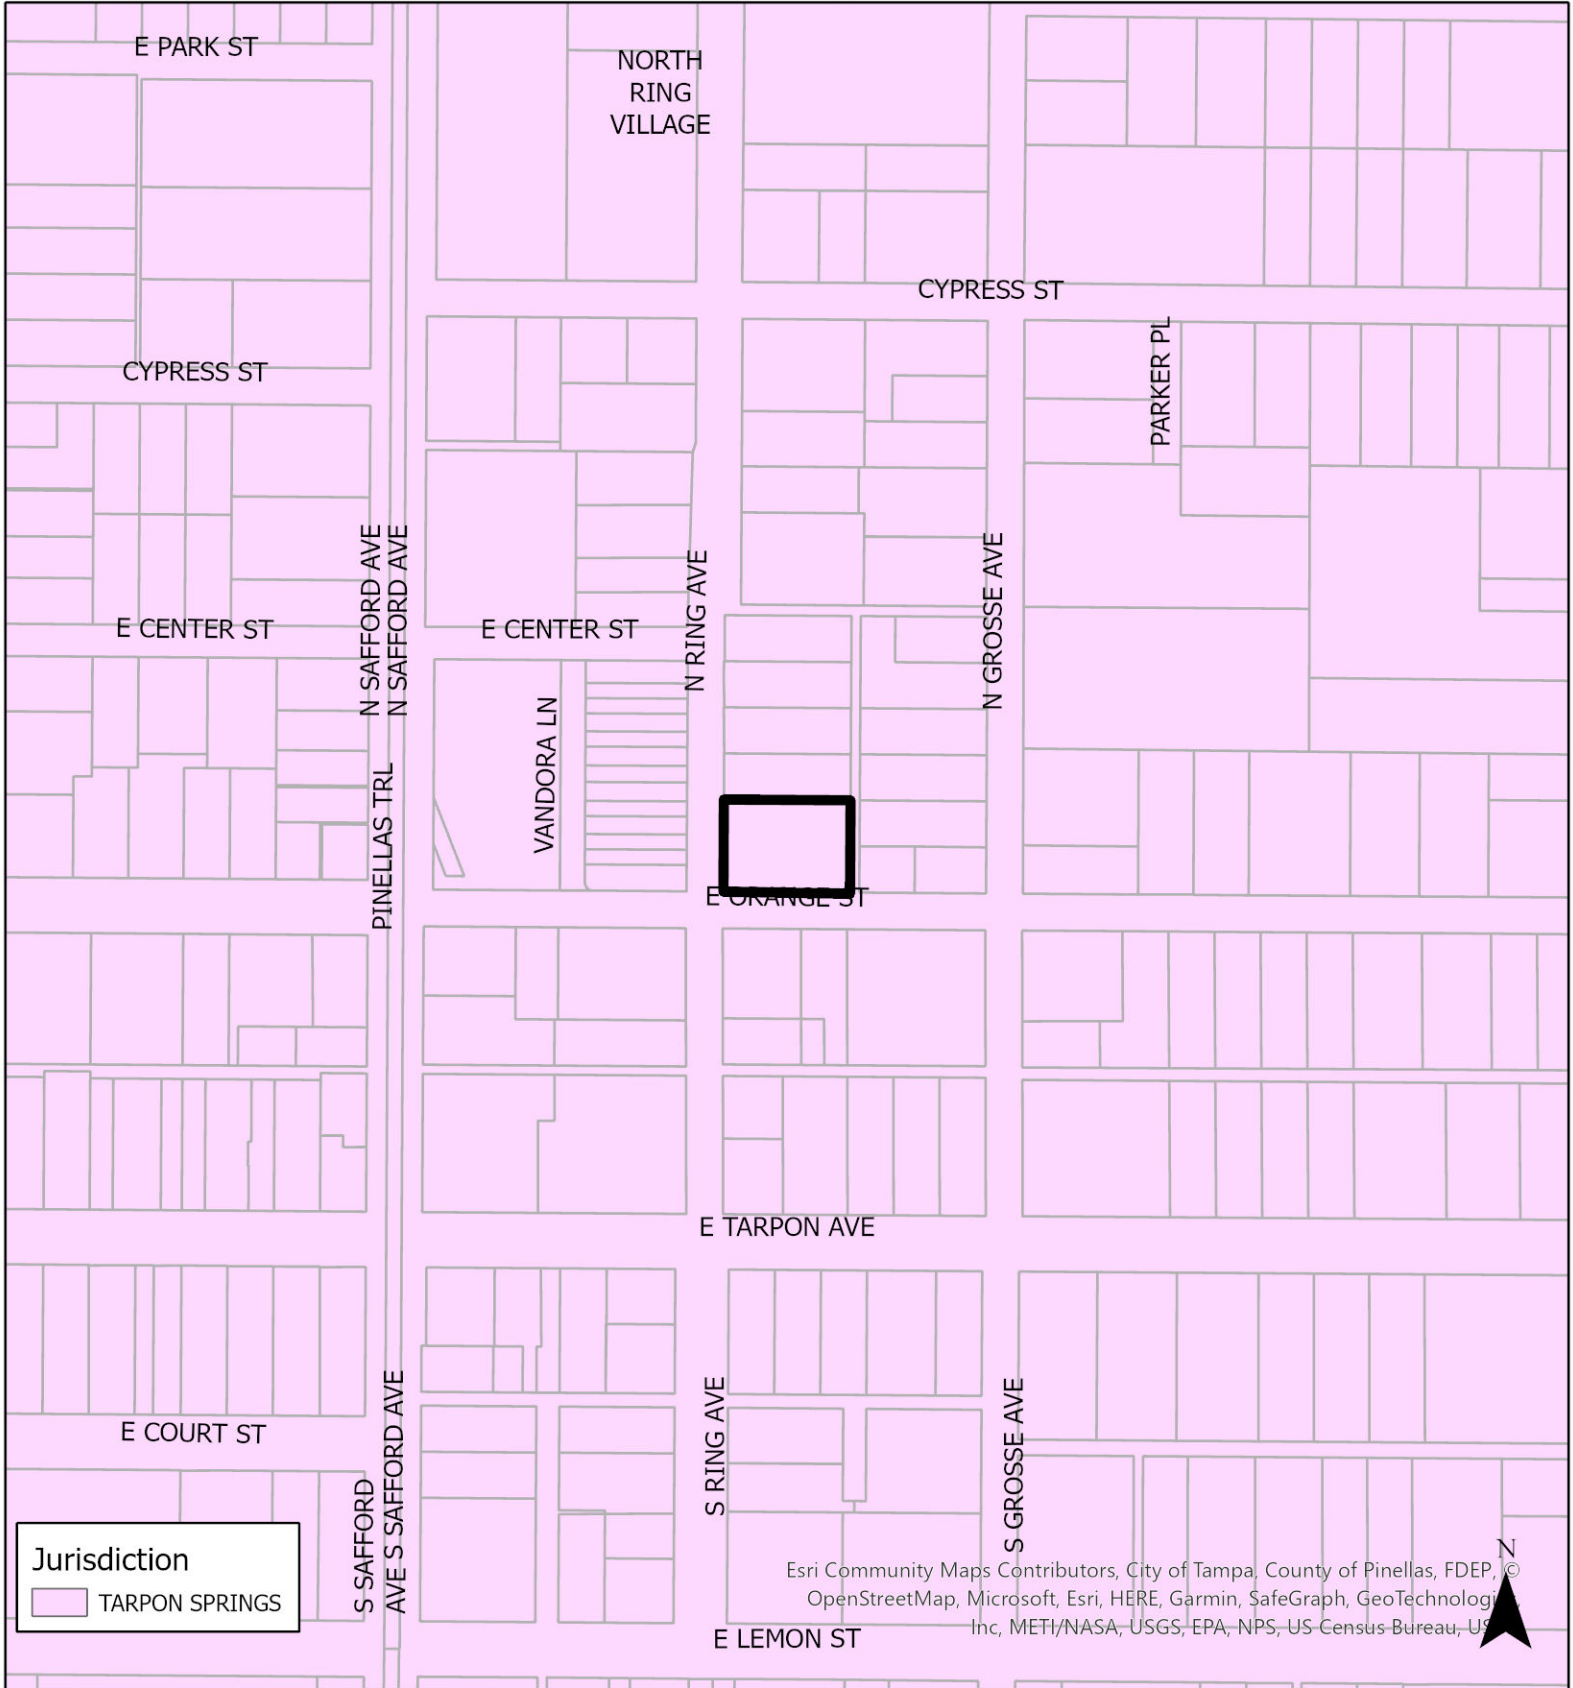 E PARK ST
NORTH
RING
VILLAGE
CYPRESS ST
CYPRESS ST
PARKER PL
N SAFFORD AVE
N SAFFORD AVE
E CENTER ST
E CENTER ST
N RING AVE
N GROSSE AVE
VANDORA LN
PINELLAS TRL
E ORANGE ST
E TARPON AVE
E COURT ST
S SAFFORD
AVE S SAFFORD AVE
S RING AVE
S GROSSE AVE
E LEMON ST
Jurisdiction
TARPON SPRINGS
N
Esri Community Maps Contributors, City of Tampa, County of Pinellas, FDEP, ©
OpenStreetMap, Microsoft, Esri, HERE, Garmin, SafeGraph,
Inc, METI/NASA, USGS, EPA, NPS, US Census Bureau,